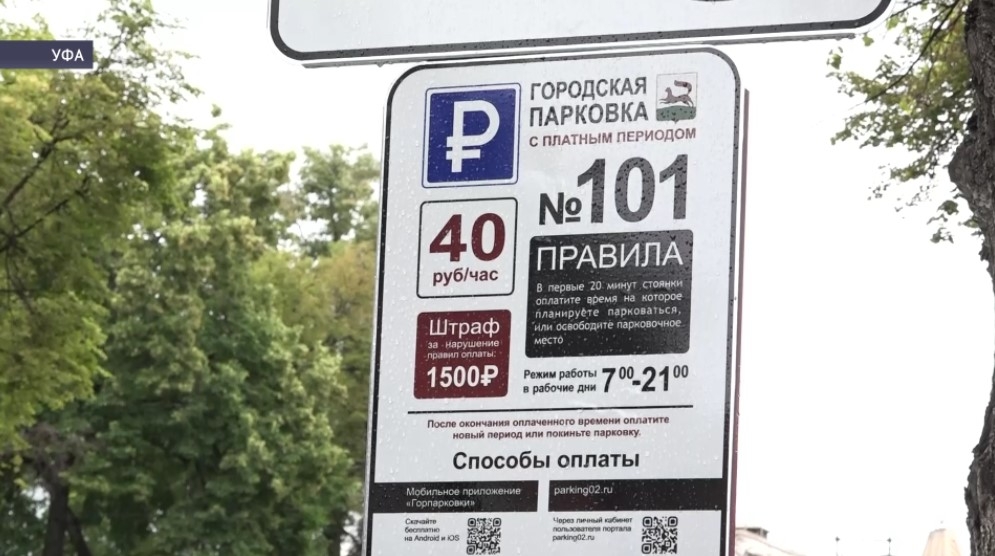 УФА
ГОРОДСКАЯ
ПАРКОВКА
С ПЛАТНЫМ ПЕРИОДОМ
№101
40
руб/час
ПРАВИЛА
В первые 20 минут стоянки
оплатите время на которое
планируете парковаться,
или освободите парковочное
место
Штраф
за нарушение
правил оплаты:
1500₽
Режим работы
в рабочие дни 7⁰⁰-21⁰⁰
После окончания оплаченного времени оплатите
новый период или покиньте парковку.
Способы оплаты
Мобильное приложение
«Горпарковки»
parking02.ru
Скачайте
бесплатно
на Android и iOS
Через личный кабинет
пользователя портала
parking02.ru